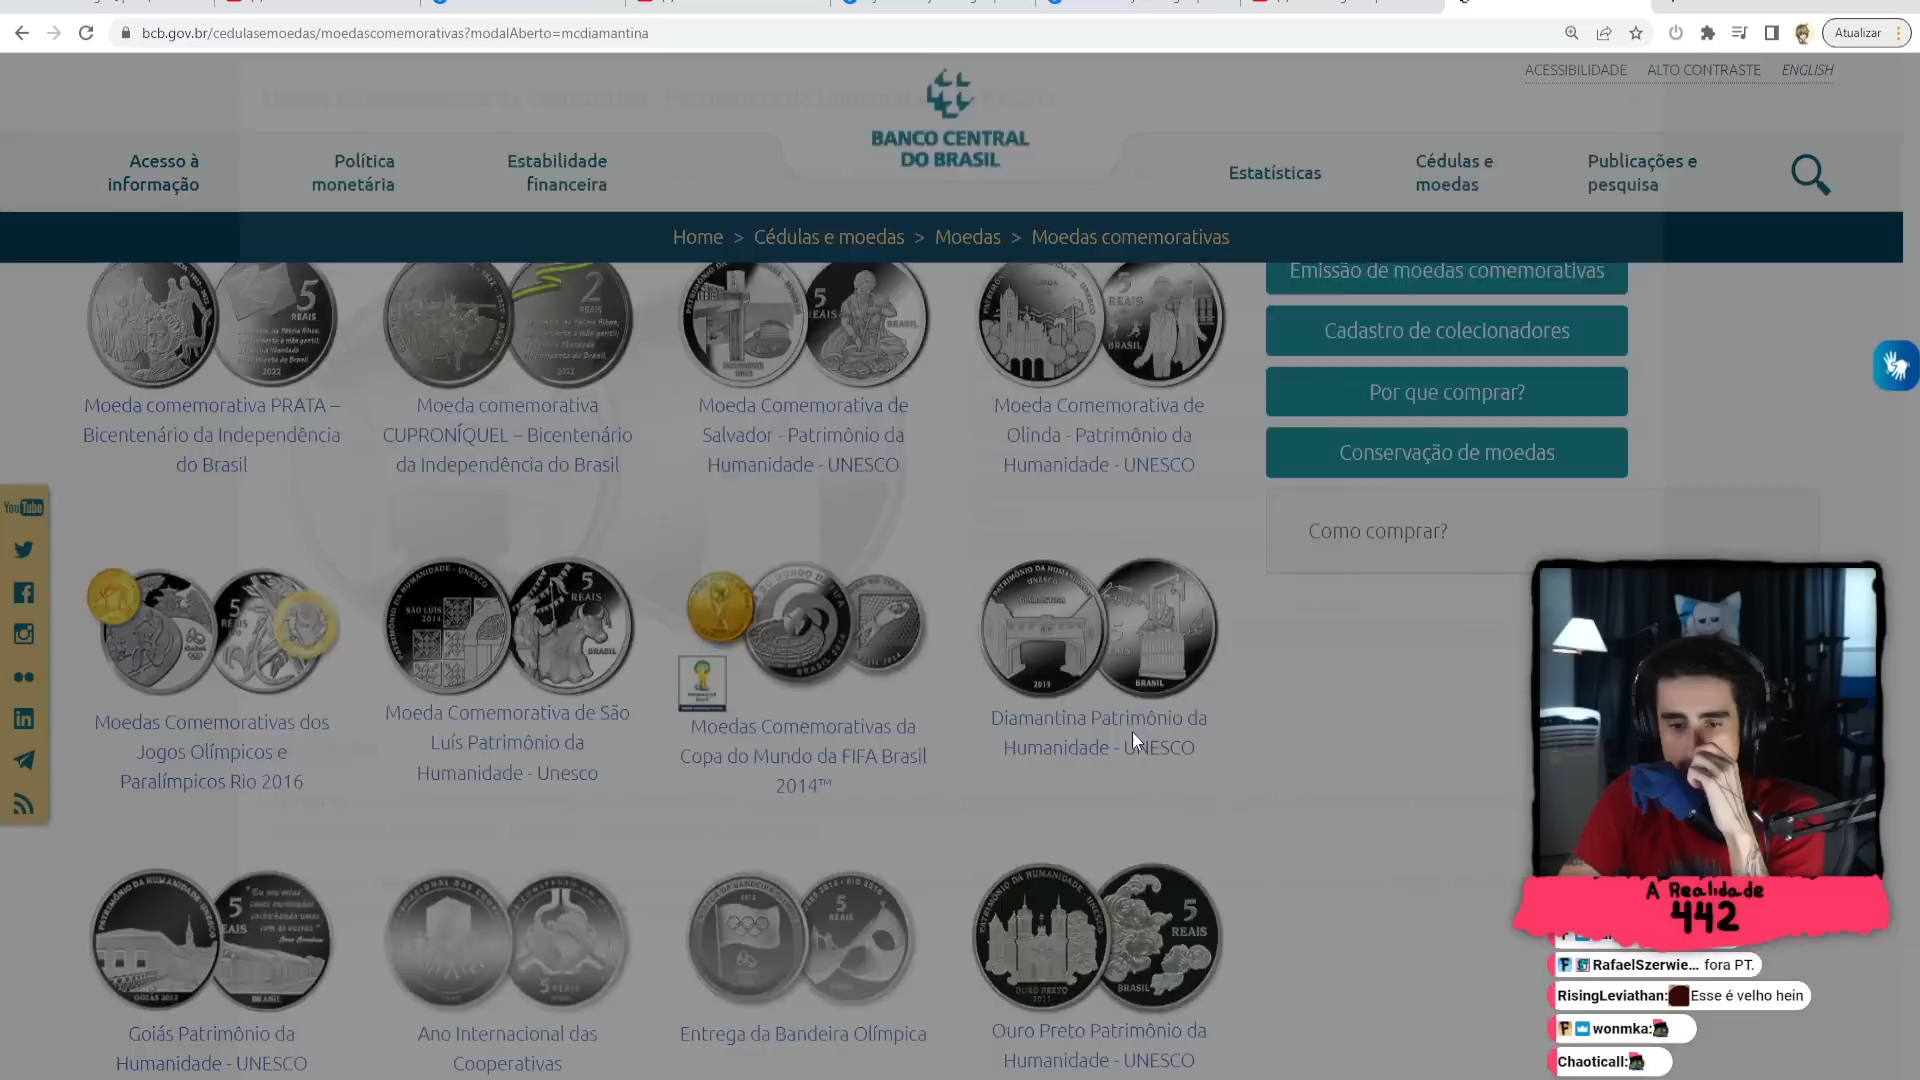 bcb.gov.br/cedulasemoedas/moedascomemorativas?modalAberto=mcdiamantina
Atualizar
ACESSIBILIDADE
ALTO CONTRASTE
ENGLISH
BANCO CENTRAL
DO BRASIL
Acesso à
informação
Política
monetária
Estabilidade
financeira
Estatísticas
Cédulas e
moedas
Publicações e
pesquisa
Home > Cédulas e moedas > Moedas > Moedas comemorativas
Moeda comemorativa PRATA –
Bicentenário da Independência
do Brasil
Moeda comemorativa
CUPRONÍQUEL – Bicentenário
da Independência do Brasil
Moeda Comemorativa de
Salvador - Patrimônio da
Humanidade - UNESCO
Moeda Comemorativa de
Olinda - Patrimônio da
Humanidade - UNESCO
Emissão de moedas comemorativas
Cadastro de colecionadores
Por que comprar?
Conservação de moedas
Como comprar?
YouTube
Moedas Comemorativas dos
Jogos Olímpicos e
Paralímpicos Rio 2016
Moeda Comemorativa de São
Luís Patrimônio da
Humanidade - Unesco
Moedas Comemorativas da
Copa do Mundo da FIFA Brasil
2014™
Diamantina Patrimônio da
Humanidade - UNESCO
Goiás Patrimônio da
Humanidade - UNESCO
Ano Internacional das
Cooperativas
Entrega da Bandeira Olímpica
Ouro Preto Patrimônio da
Humanidade - UNESCO
A Realidade
442
RafaelSzerwie... fora PT.
RisingLeviathan: Esse é velho hein
wonmka:
Chaoticall: